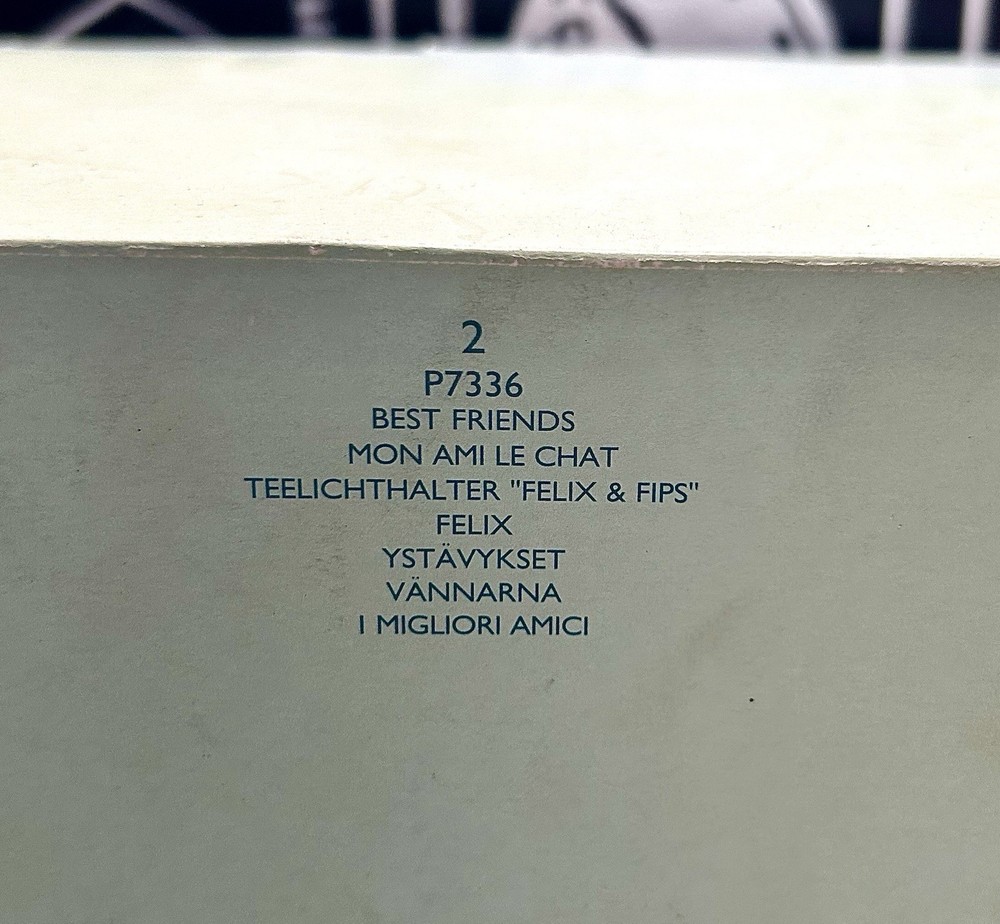 2
P7336
BEST FRIENDS
MON AMI LE CHAT
TEELICHTHALTER "FELIX & FIPS"
FELIX
YSTÄVYKSET
VÄNNARNA
I MIGLIORI AMICI